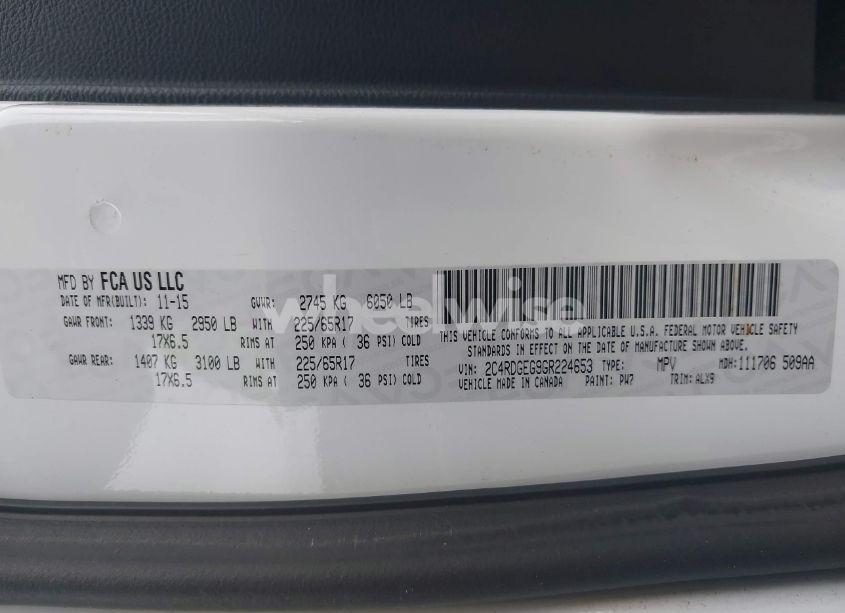 MFD BY FCA US LLC
DATE OF MFR(BUILT): 11-15 GVWR: 2745 KG 6050 LB
GAWR FRONT: 1339 KG 2950 LB WITH 225/65R17 TIRES
17X6.5 RIMS AT 250 KPA ( 36 PSI) COLD
GAWR REAR: 1407 KG 3100 LB WITH 225/65R17 TIRES
17X6.5 RIMS AT 250 KPA ( 36 PSI) COLD
THIS VEHICLE CONFORMS TO ALL APPLICABLE U.S.A. FEDERAL MOTOR VEHICLE SAFETY
STANDARDS IN EFFECT ON THE DATE OF MANUFACTURE SHOWN ABOVE.
VIN: 2C4RDGEG9GR224653 TYPE: MPV MDH: 111706 509AA
VEHICLE MADE IN CANADA PAINT: PW7 TRIM: ALX9
wheelwise